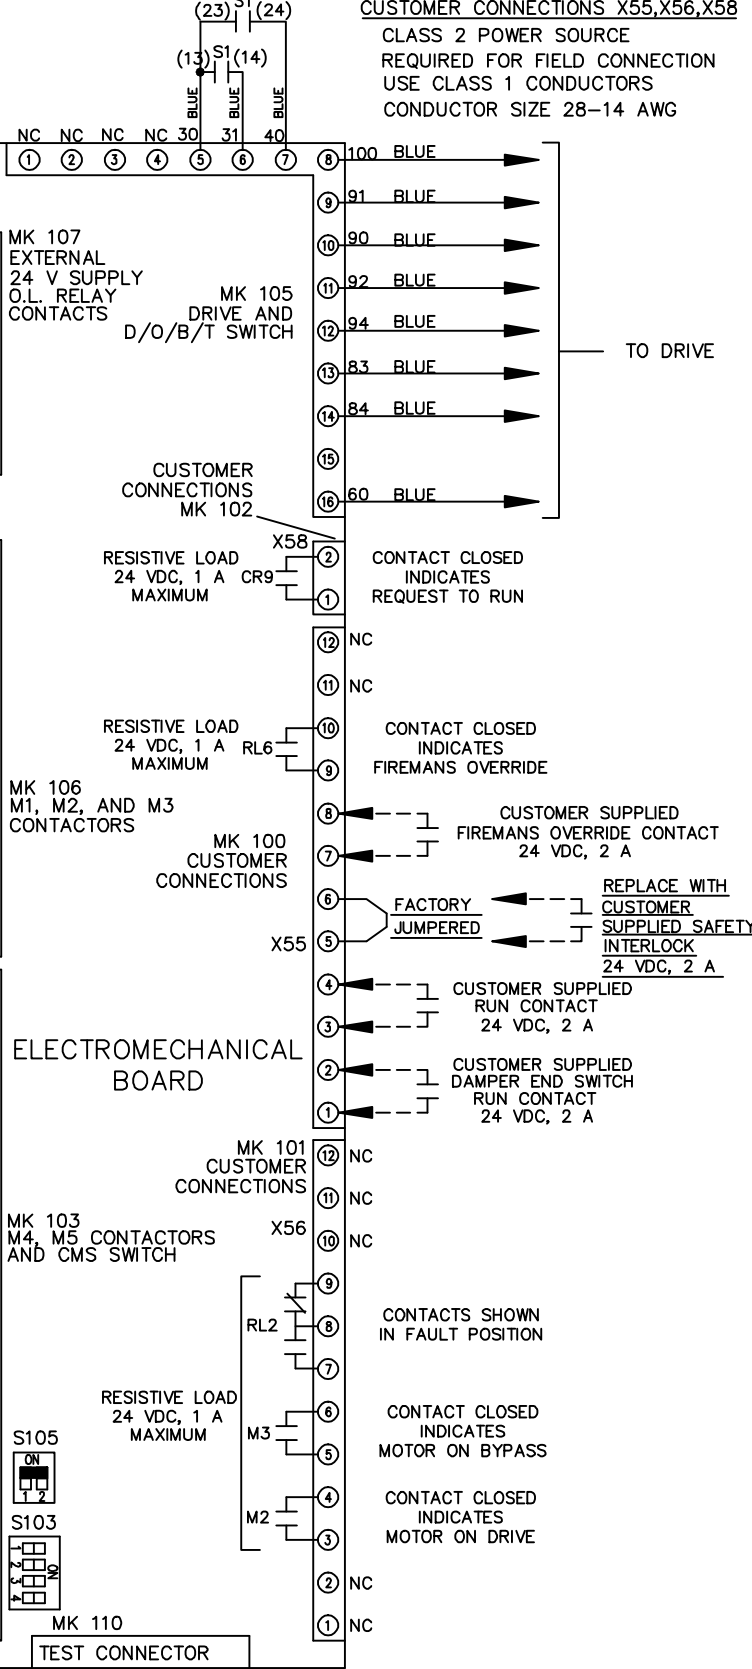 CUSTOMER CONNECTIONS X55,X56,X58
CLASS 2 POWER SOURCE
REQUIRED FOR FIELD CONNECTION
USE CLASS 1 CONDUCTORS
CONDUCTOR SIZE 28–14 AWG
(23) S1 (24)
(13) S1 (14)
BLUE BLUE BLUE
NC NC NC NC 30 31 40
1 2 3 4 5 6 7
8 100 BLUE
9 91 BLUE
10 90 BLUE
11 92 BLUE
12 94 BLUE
13 83 BLUE
14 84 BLUE
15
16 60 BLUE
TO DRIVE
MK 107
EXTERNAL
24 V SUPPLY
O.L. RELAY
CONTACTS
MK 105
DRIVE AND
D/O/B/T SWITCH
CUSTOMER
CONNECTIONS
MK 102
X58
2
1
RESISTIVE LOAD
24 VDC, 1 A
MAXIMUM
CR9
CONTACT CLOSED
INDICATES
REQUEST TO RUN
12 NC
11 NC
10
9
RESISTIVE LOAD
24 VDC, 1 A
MAXIMUM
RL6
CONTACT CLOSED
INDICATES
FIREMANS OVERRIDE
MK 106
M1, M2, AND M3
CONTACTORS
MK 100
CUSTOMER
CONNECTIONS
8
7
CUSTOMER SUPPLIED
FIREMANS OVERRIDE CONTACT
24 VDC, 2 A
X55
6
5
FACTORY
JUMPERED
REPLACE WITH
CUSTOMER
SUPPLIED SAFETY
INTERLOCK
24 VDC, 2 A
4
3
CUSTOMER SUPPLIED
RUN CONTACT
24 VDC, 2 A
ELECTROMECHANICAL
BOARD
2
1
CUSTOMER SUPPLIED
DAMPER END SWITCH
RUN CONTACT
24 VDC, 2 A
MK 101
CUSTOMER
CONNECTIONS
12 NC
11 NC
X56
10 NC
MK 103
M4, M5 CONTACTORS
AND CMS SWITCH
9
8
7
RL2
CONTACTS SHOWN
IN FAULT POSITION
RESISTIVE LOAD
24 VDC, 1 A
MAXIMUM
6
5
M3
CONTACT CLOSED
INDICATES
MOTOR ON BYPASS
4
3
M2
CONTACT CLOSED
INDICATES
MOTOR ON DRIVE
2 NC
1 NC
S105
ON
1 2
S103
1
2
3
4
ON
MK 110
TEST CONNECTOR